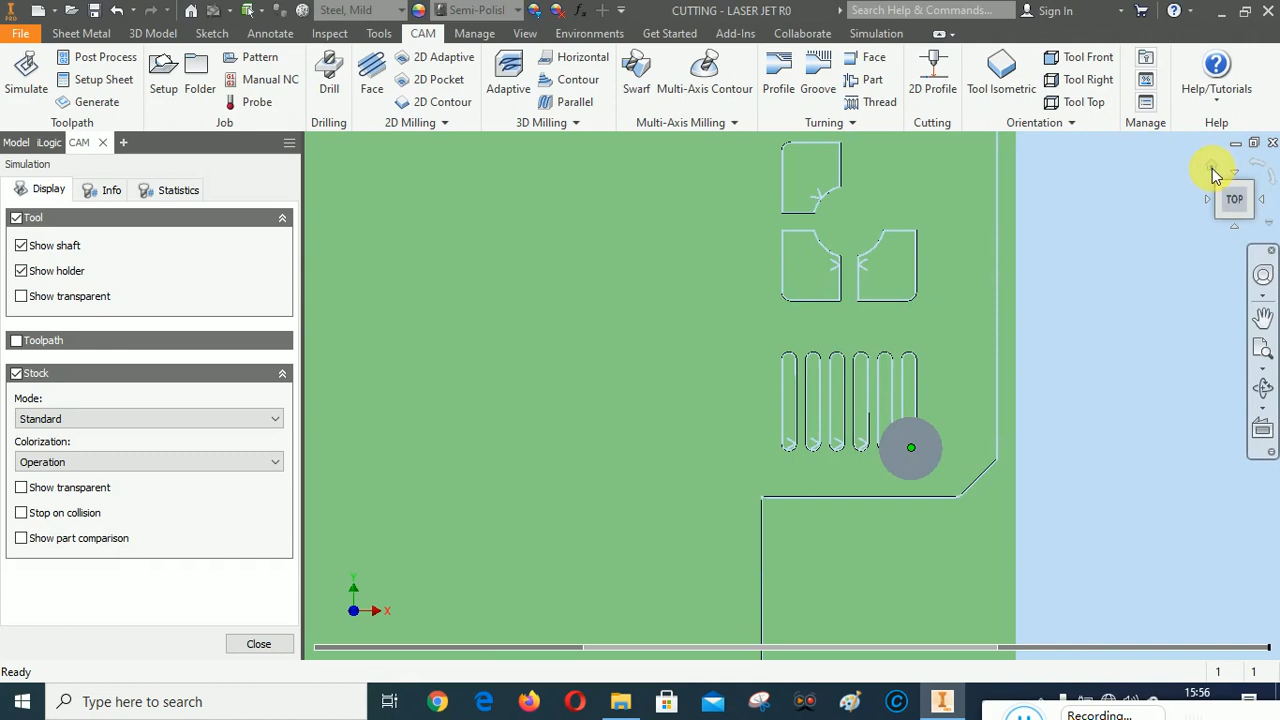 Steel, Mild
Semi-Polisl
CUTTING - LASER JET R0
Search Help & Commands...
Sign In
File
Sheet Metal
3D Model
Sketch
Annotate
Inspect
Tools
CAM
Manage
View
Environments
Get Started
Add-Ins
Collaborate
Simulation
Simulate
Post Process
Setup Sheet
Generate
Toolpath
Setup
Folder
Pattern
Manual NC
Probe
Job
Drill
Drilling
Face
2D Adaptive
2D Pocket
2D Contour
2D Milling
Adaptive
Horizontal
Contour
Parallel
3D Milling
Swarf
Multi-Axis Contour
Multi-Axis Milling
Profile
Groove
Face
Part
Thread
Turning
2D Profile
Cutting
Tool Isometric
Tool Front
Tool Right
Tool Top
Orientation
Manage
Help/Tutorials
Help
Model
iLogic
CAM
Simulation
Display
Info
Statistics
Tool
Show shaft
Show holder
Show transparent
Toolpath
Stock
Mode:
Standard
Colorization:
Operation
Show transparent
Stop on collision
Show part comparison
Close
TOP
Y
X
Ready
1
1
Type here to search
15:56
Recording...